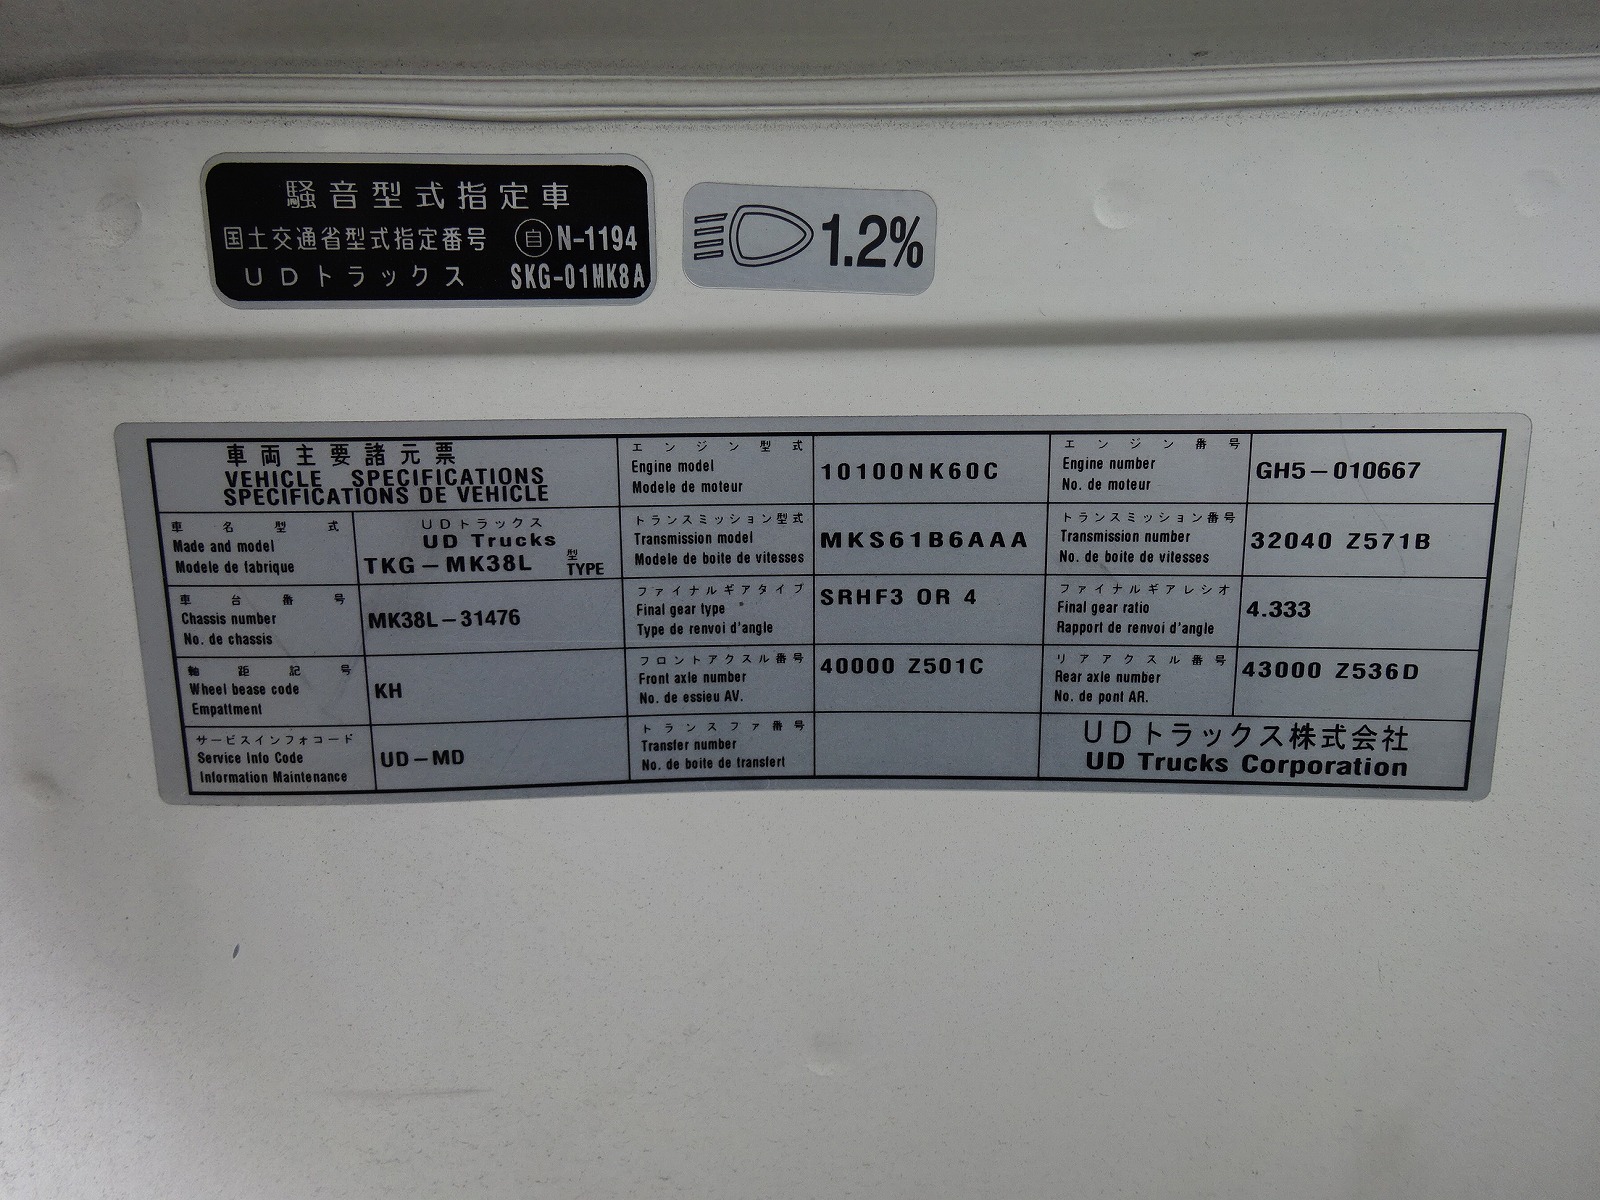 騒音型式指定車
国土交通省型式指定番号 自 N-1194
UDトラックス SKG-01MK8A
1.2%
車両主要諸元票
VEHICLE SPECIFICATIONS
SPECIFICATIONS DE VEHICLE
車名型式
Made and model
Modele de fabrique
UDトラックス
UD Trucks
TKG-MK38L 型 TYPE
車台番号
Chassis number
No. de chassis
MK38L-31476
軸距記号
Wheel bease code
Empattment
KH
サービスインフォコード
Service Info Code
Information Maintenance
UD-MD
エンジン型式
Engine model
Modele de moteur
10100NK60C
トランスミッション型式
Transmission model
Modele de boite de vitesses
MKS61B6AAA
ファイナルギアタイプ
Final gear type
Type de renvoi d'angle
SRHF3 OR 4
フロントアクスル番号
Front axle number
No. de essieu AV.
40000 Z501C
トランスファ番号
Transfer number
No. de boite de transfert
エンジン番号
Engine number
No. de moteur
GH5-010667
トランスミッション番号
Transmission number
No. de boite de vitesses
32040 Z571B
ファイナルギアレシオ
Final gear ratio
Rapport de renvoi d'angle
4.333
リアアクスル番号
Rear axle number
No. de pont AR.
43000 Z536D
UDトラックス株式会社
UD Trucks Corporation